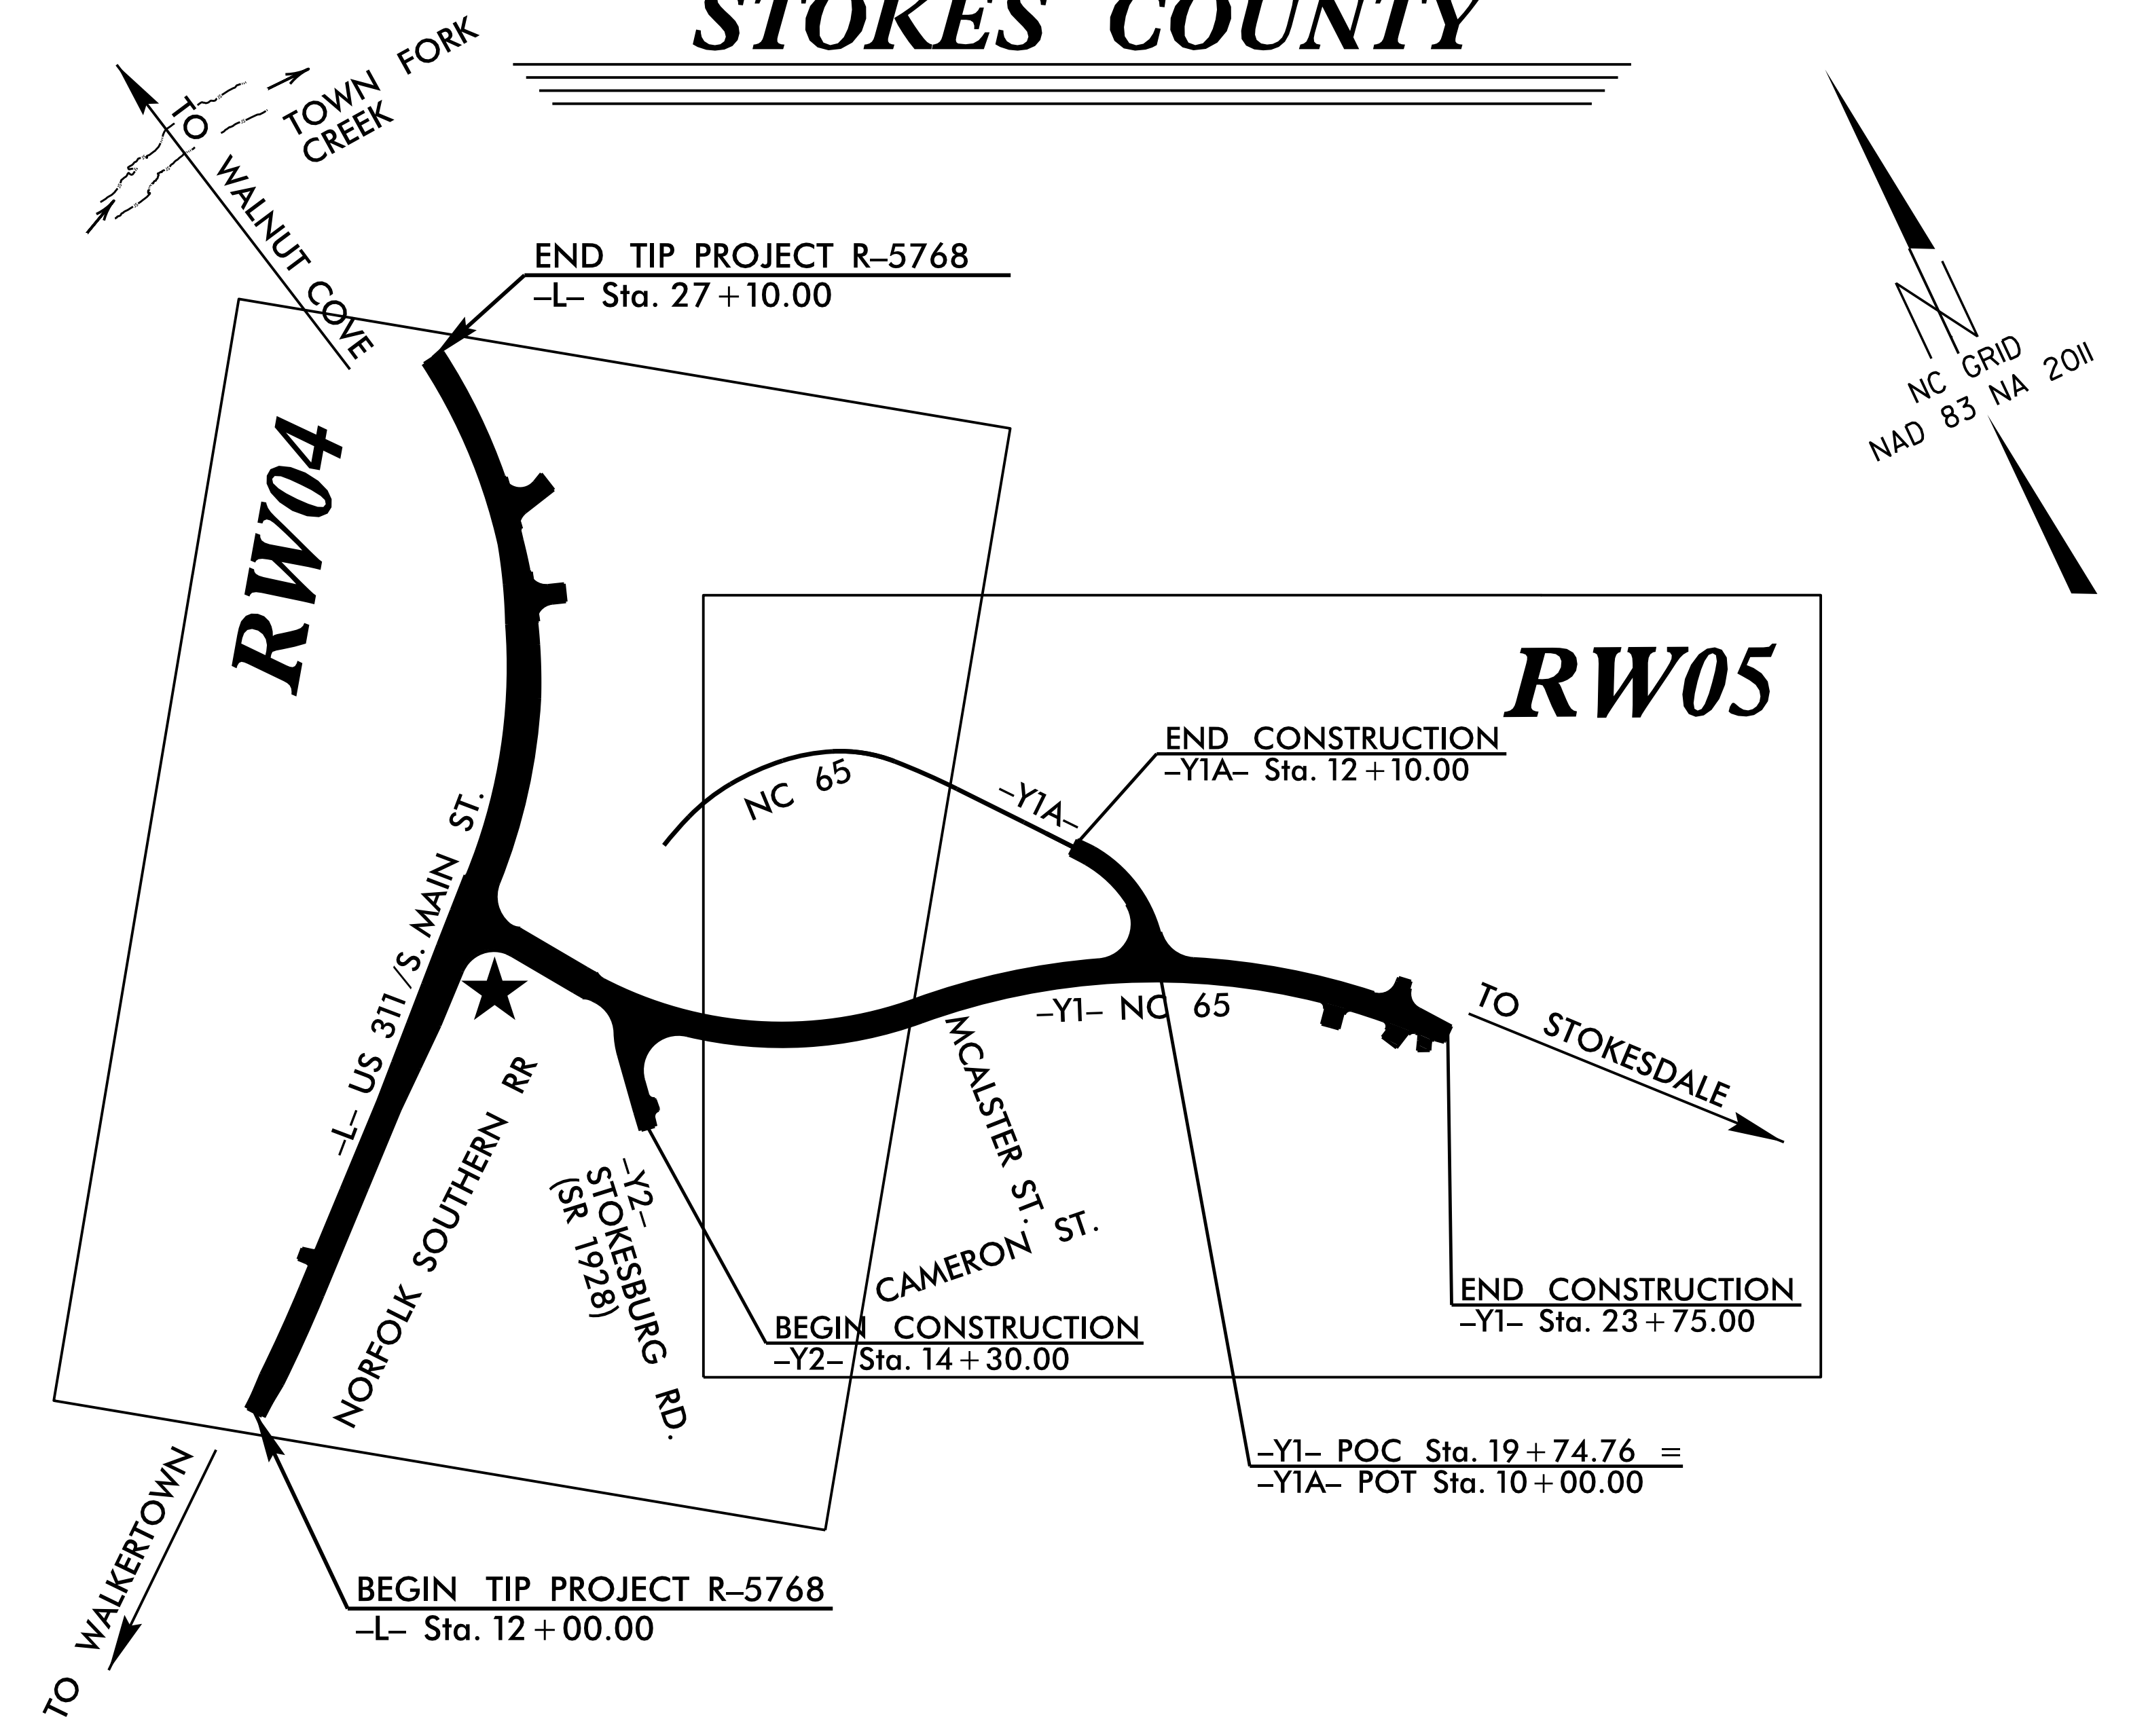 STOKES COUNTY
TOWN FORK
CREEK
TO
WALNUT COVE
N
NC GRID
NAD 83 NA 2011
END TIP PROJECT R–5768
–L– Sta. 27+10.00
RW04
RW05
END CONSTRUCTION
–Y1A– Sta. 12+10.00
NC 65
–Y1A–
–L– US 311/S. MAIN ST.
–Y1– NC 65
TO STOKESDALE
MCALSTER ST.
CAMERON ST.
NORFOLK SOUTHERN RR
–Y2–
STOKESBURG RD.
(SR 1928)
BEGIN CONSTRUCTION
–Y2– Sta. 14+30.00
END CONSTRUCTION
–Y1– Sta. 23+75.00
–Y1– POC Sta. 19+74.76 =
–Y1A– POT Sta. 10+00.00
TO WALKERTOWN
BEGIN TIP PROJECT R–5768
–L– Sta. 12+00.00